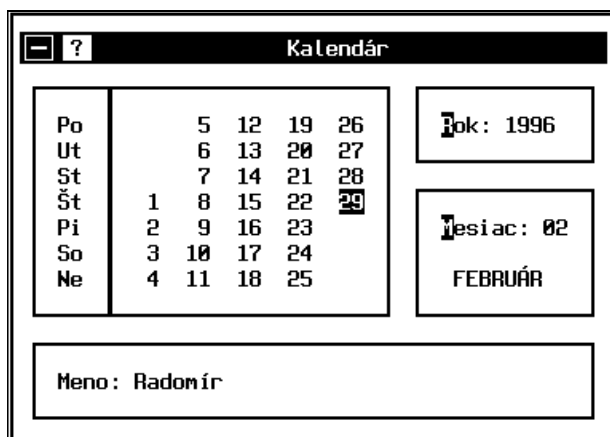 ? Kalendár
Po 5 12 19 26
Ut 6 13 20 27
St 7 14 21 28
Št 1 8 15 22 29
Pi 2 9 16 23
So 3 10 17 24
Ne 4 11 18 25
Rok: 1996
Mesiac: 02
FEBRUÁR
Meno: Radomír